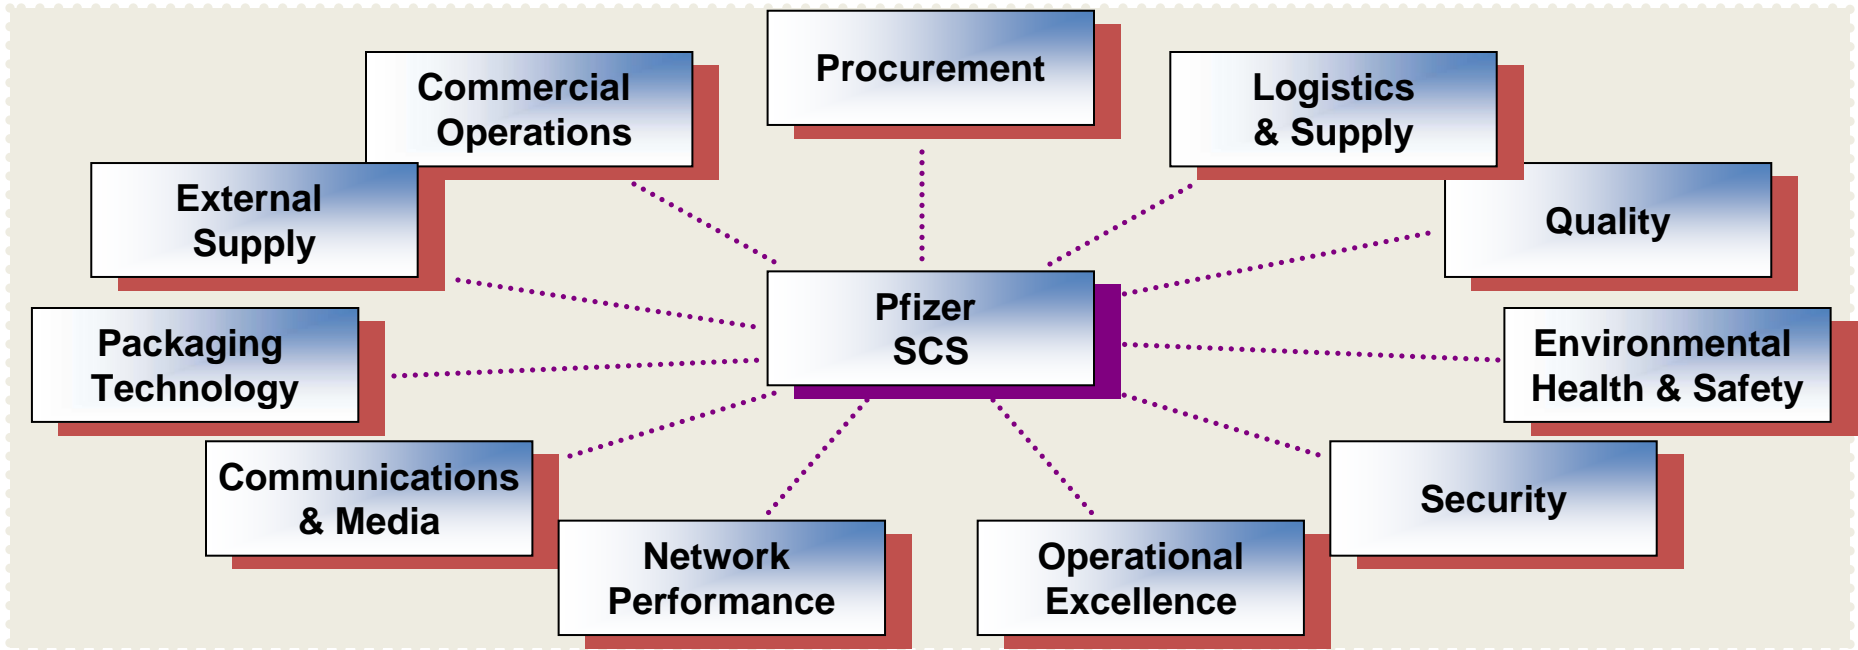 Procurement
Commercial
Operations
Logistics
& Supply
External
Supply
Quality
Pfizer
SCS
Packaging
Technology
Environmental
Health & Safety
Communications
& Media
Security
Network
Performance
Operational
Excellence